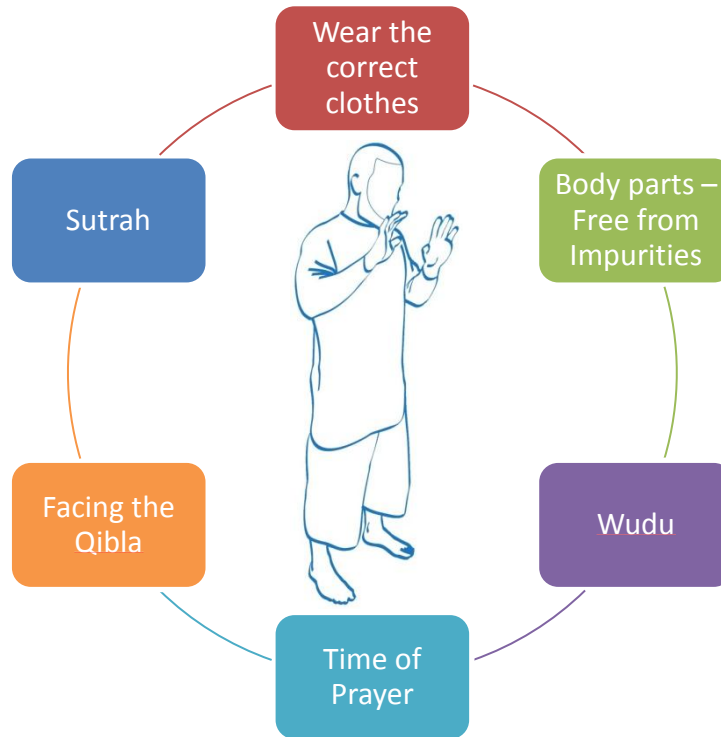 Wear the
correct
clothes
Body parts –
Free from
Impurities
Wudu
Time of
Prayer
Facing the
Qibla
Sutrah